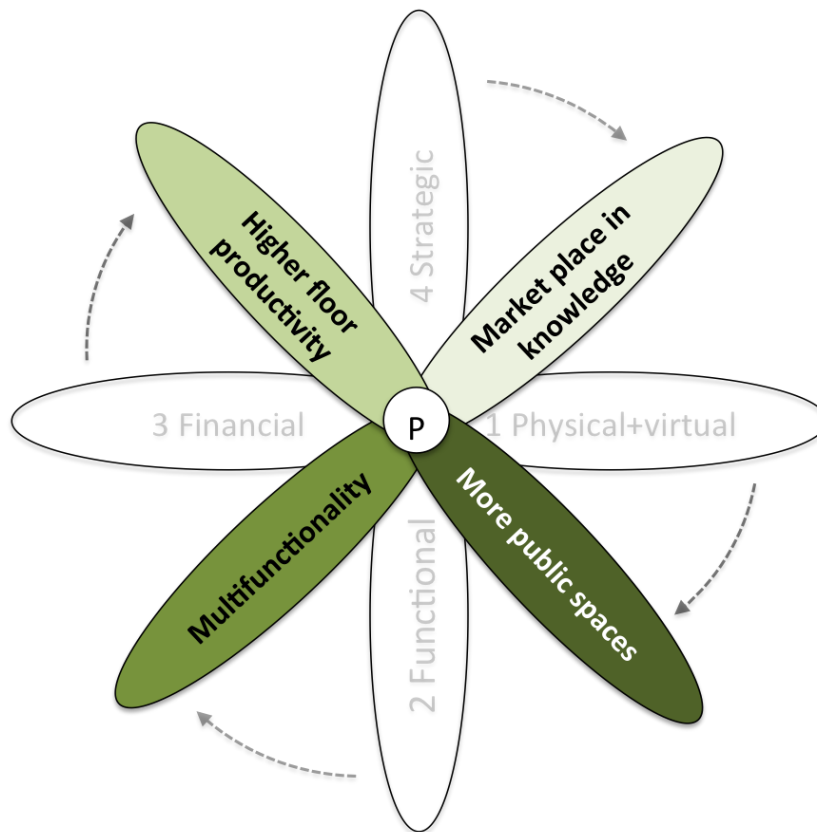 4 Strategic
Higher floor
productivity
Market place in
knowledge
3 Financial
P
1 Physical+virtual
Multifunctionality
More public spaces
2 Functional